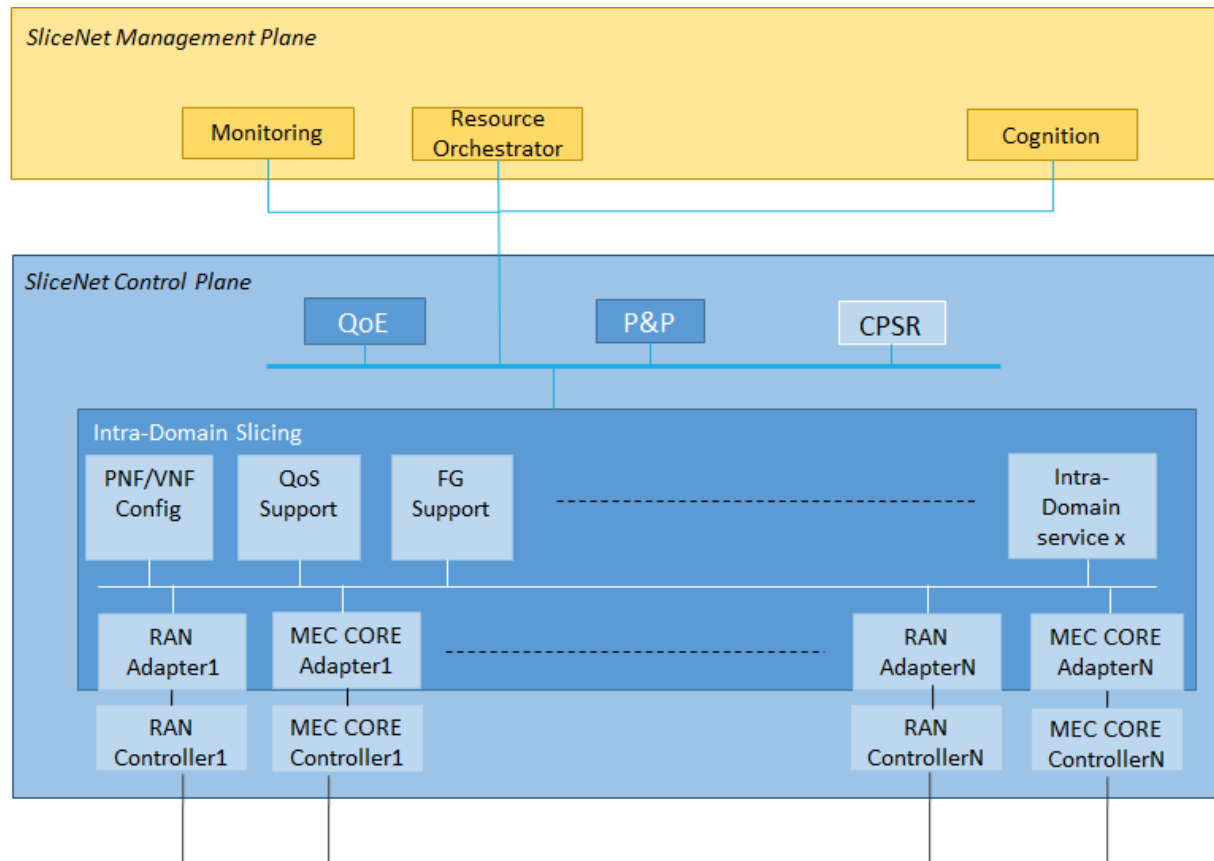 SliceNet Management Plane
Monitoring
Resource
Orchestrator
Cognition
SliceNet Control Plane
QoE
P&P
CPSR
Intra-Domain Slicing
PNF/VNF
Config
QoS
Support
FG
Support
Intra-
Domain
service x
RAN
Adapter1
MEC CORE
Adapter1
RAN
AdapterN
MEC CORE
AdapterN
RAN
Controller1
MEC CORE
Controller1
RAN
ControllerN
MEC CORE
ControllerN